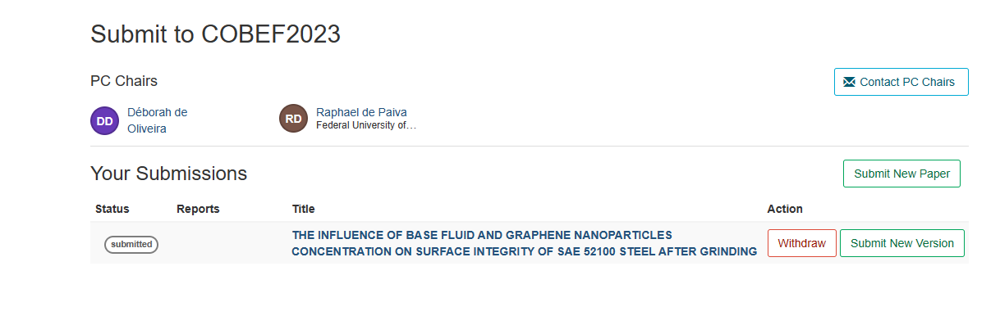 Submit to COBEF2023
PC Chairs
Contact PC Chairs
DD
Déborah de
Oliveira
RD
Raphael de Paiva
Federal University of…
Your Submissions
Submit New Paper
Status Reports Title Action
submitted
THE INFLUENCE OF BASE FLUID AND GRAPHENE NANOPARTICLES
CONCENTRATION ON SURFACE INTEGRITY OF SAE 52100 STEEL AFTER GRINDING
Withdraw
Submit New Version